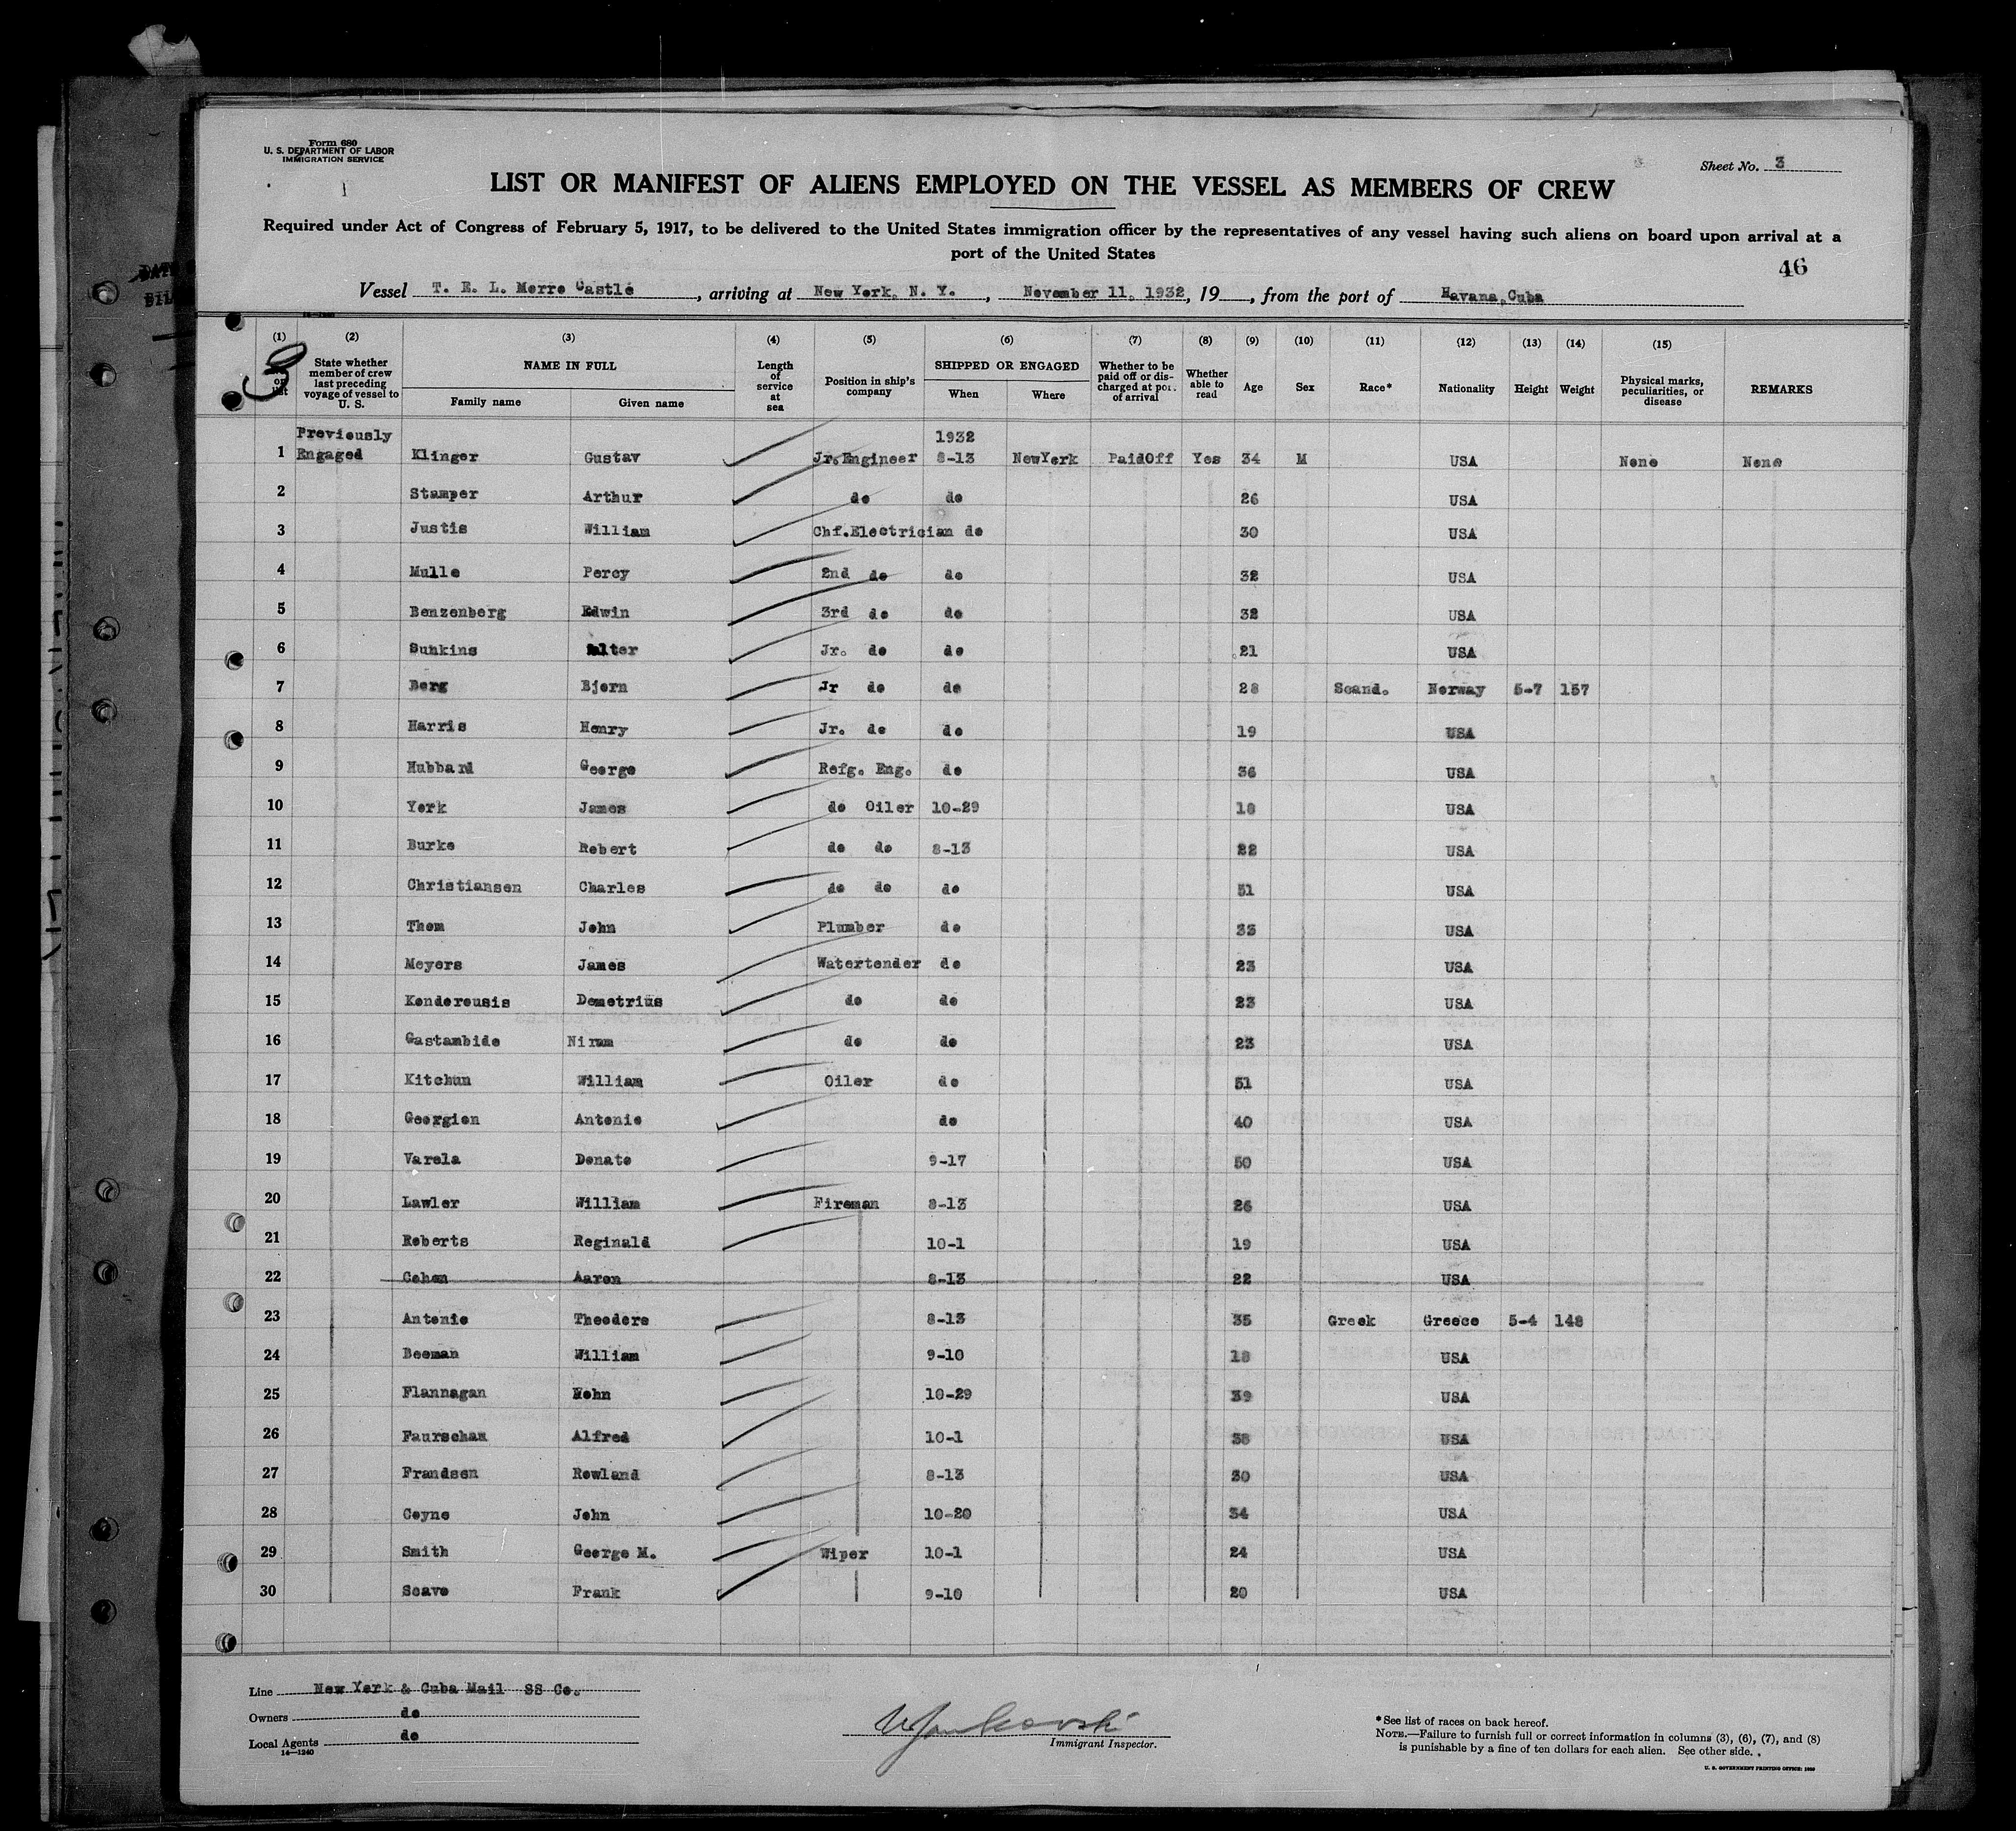 Form 680
U. S. DEPARTMENT OF LABOR
IMMIGRATION SERVICE
Sheet No. 3
LIST OR MANIFEST OF ALIENS EMPLOYED ON THE VESSEL AS MEMBERS OF CREW
Required under Act of Congress of February 5, 1917, to be delivered to the United States immigration officer by the representatives of any vessel having such aliens on board upon arrival at a
port of the United States
46
Vessel T. E. L. Morro Castle, arriving at New York, N. Y., November 11, 1932, 19, from the port of Havana, Cuba
(1) (2) (3) (4) (5) (6) (7) (8) (9) (10) (11) (12) (13) (14) (15)
3
State whether member of crew last preceding voyage of vessel to U. S.
NAME IN FULL
Family name Given name
Length of service at sea
Position in ship's company
SHIPPED OR ENGAGED
When Where
Whether to be paid off or discharged at port of arrival
Whether able to read
Age Sex Race* Nationality Height Weight
Physical marks, peculiarities, or disease
REMARKS
Previously 1932
1 Engaged Klinger Gustav Jr.Engineer 8-13 NewYork PaidOff Yes 34 M USA None None
2 Stamper Arthur do do 26 USA
3 Justis William Chf.Electrician do 30 USA
4 Mulle Percy 2nd do do 32 USA
5 Benzenberg Edwin 3rd do do 32 USA
6 Sunkins alter Jr. do do 21 USA
7 Berg Bjorn Jr do do 28 Scand. Norway 5-7 157
8 Harris Henry Jr. do do 19 USA
9 Hubbard George Refg. Eng. do 36 USA
10 York James do Oiler 10-29 18 USA
11 Burke Robert do do 8-13 22 USA
12 Christiansen Charles do do do 51 USA
13 Thom John Plumber do 33 USA
14 Meyers James Watertender do 23 USA
15 Kondorousis Demetrius do do 23 USA
16 Gastambide Nirum do do 23 USA
17 Kitchun William Oiler do 51 USA
18 Georgion Antonio do 40 USA
19 Varela Donato 9-17 50 USA
20 Lawler William Fireman 8-13 26 USA
21 Roberts Reginald 10-1 19 USA
22 Cohen Aaron 8-13 22 USA
23 Antonio Theodore 8-13 35 Greek Greece 5-4 148
24 Beeman William 9-10 18 USA
25 Flannagan Nohn 10-29 39 USA
26 Faurscham Alfred 10-1 38 USA
27 Frandsen Rowland 8-13 30 USA
28 Coyne John 10-20 34 USA
29 Smith George M. Wiper 10-1 24 USA
30 Scavo Frank 9-10 20 USA
Line New York & Cuba Mail SS Co.
Owners do
Local Agents do
14—1240
Immigrant Inspector.
*See list of races on back hereof.
NOTE.—Failure to furnish full or correct information in columns (3), (6), (7), and (8)
is punishable by a fine of ten dollars for each alien. See other side.
U. S. GOVERNMENT PRINTING OFFICE: 1930